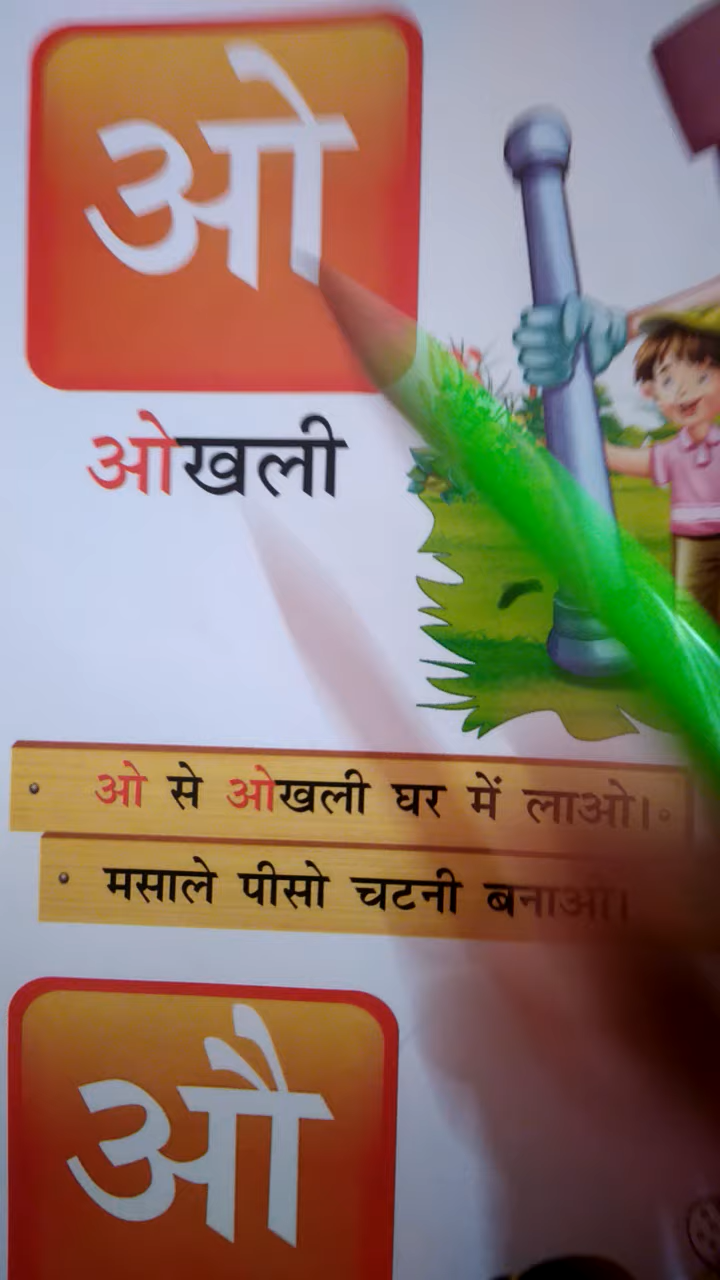 ओ
ओखली
ओ से ओखली घर में लाओ।
मसाले पीसो चटनी बनाओ।
औ